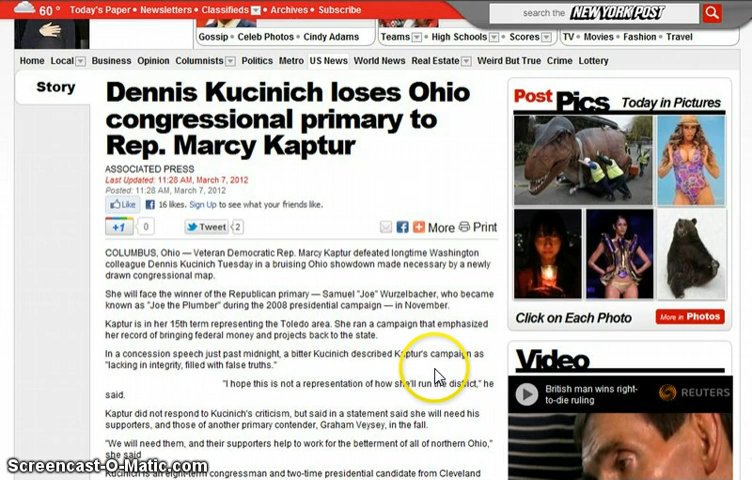 60 ° Today's Paper • Newsletters • Classifieds • Archives • Subscribe
search the NEW YORK POST
Gossip • Celeb Photos • Cindy Adams
Teams • High Schools • Scores
TV • Movies • Fashion • Travel
Home Local Business Opinion Columnists Politics Metro US News World News Real Estate Weird But True Crime Lottery
Story
Dennis Kucinich loses Ohio
congressional primary to
Rep. Marcy Kaptur
ASSOCIATED PRESS
Last Updated: 11:28 AM, March 7, 2012
Posted: 11:28 AM, March 7, 2012
Like 16 likes. Sign Up to see what your friends like.
+1 0 Tweet 2 More Print
COLUMBUS, Ohio — Veteran Democratic Rep. Marcy Kaptur defeated longtime Washington
colleague Dennis Kucinich Tuesday in a bruising Ohio showdown made necessary by a newly
drawn congressional map.
She will face the winner of the Republican primary — Samuel "Joe" Wurzelbacher, who became
known as "Joe the Plumber" during the 2008 presidential campaign — in November.
Kaptur is in her 15th term representing the Toledo area. She ran a campaign that emphasized
her record of bringing federal money and projects back to the state.
In a concession speech just past midnight, a bitter Kucinich described Kaptur's campaign as
"lacking in integrity, filled with false truths."
"I hope this is not a representation of how she'll run the district," he
said.
Kaptur did not respond to Kucinich's criticism, but said in a statement said she will need his
supporters, and those of another primary contender, Graham Veysey, in the fall.
"We will need them, and their supporters help to work for the betterment of all of northern Ohio,"
she said
Kucinich is an eight-term congressman and two-time presidential candidate from Cleveland
Post Pics Today in Pictures
Click on Each Photo More in Photos
Video
British man wins right-
to-die ruling
REUTERS
Screencast-O-Matic.com